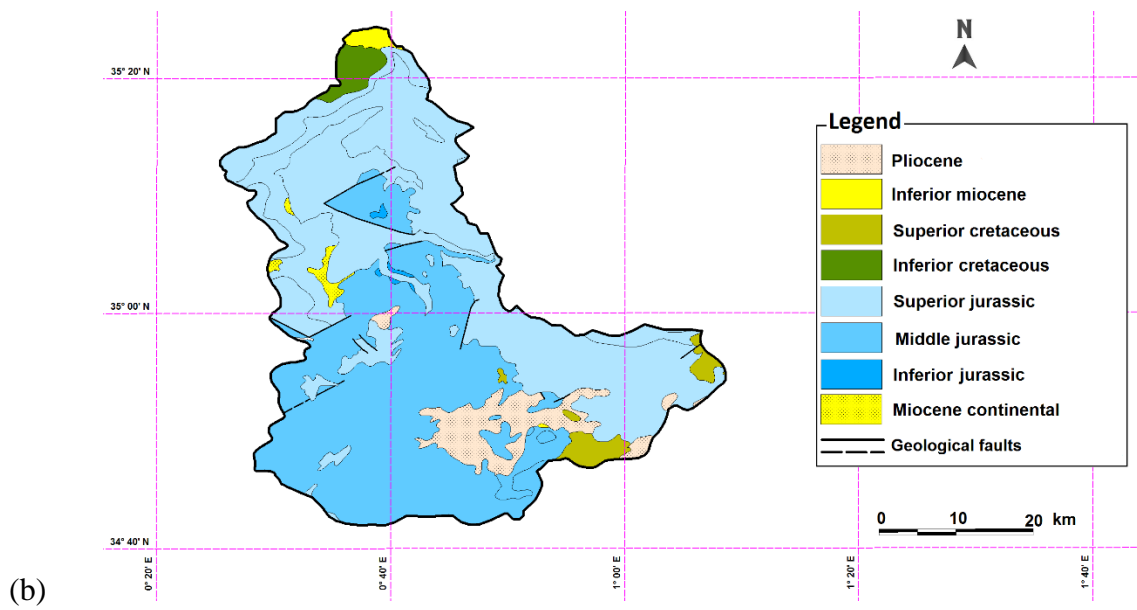 N
35° 20' N
Legend
Pliocene
Inferior miocene
Superior cretaceous
Inferior cretaceous
Superior jurassic
35° 00' N
Middle jurassic
Inferior jurassic
Miocene continental
Geological faults
0 10 20 km
34° 40' N
0° 20' E
0° 40' E
1° 00' E
1° 20' E
1° 40' E
(b)